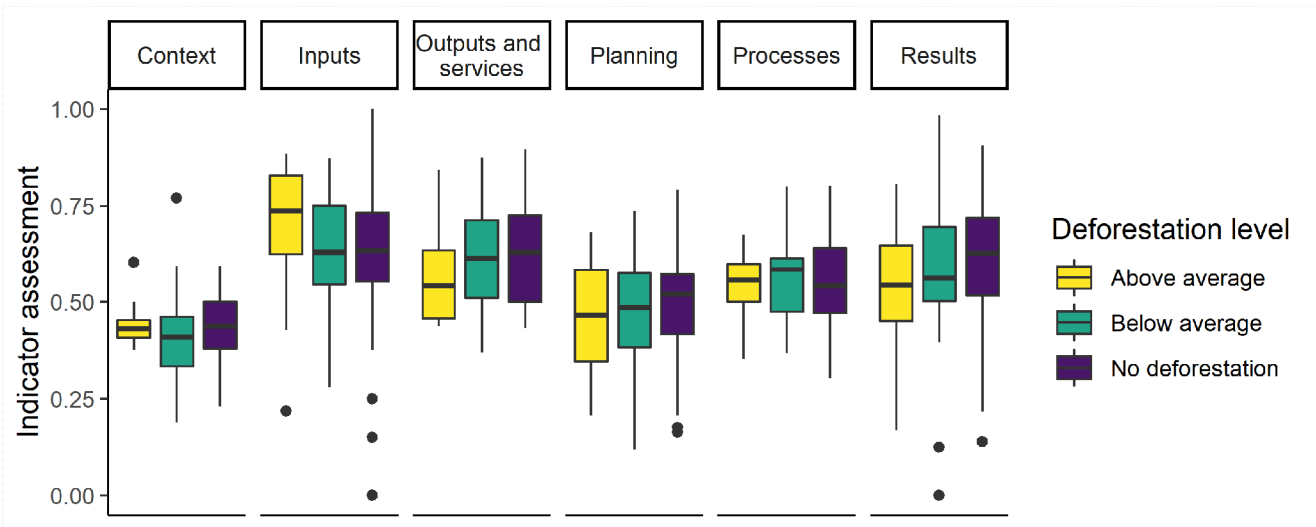 Context
Inputs
Outputs and
services
Planning
Processes
Results
Indicator assessment
1.00
0.75
0.50
0.25
0.00
Deforestation level
Above average
Below average
No deforestation